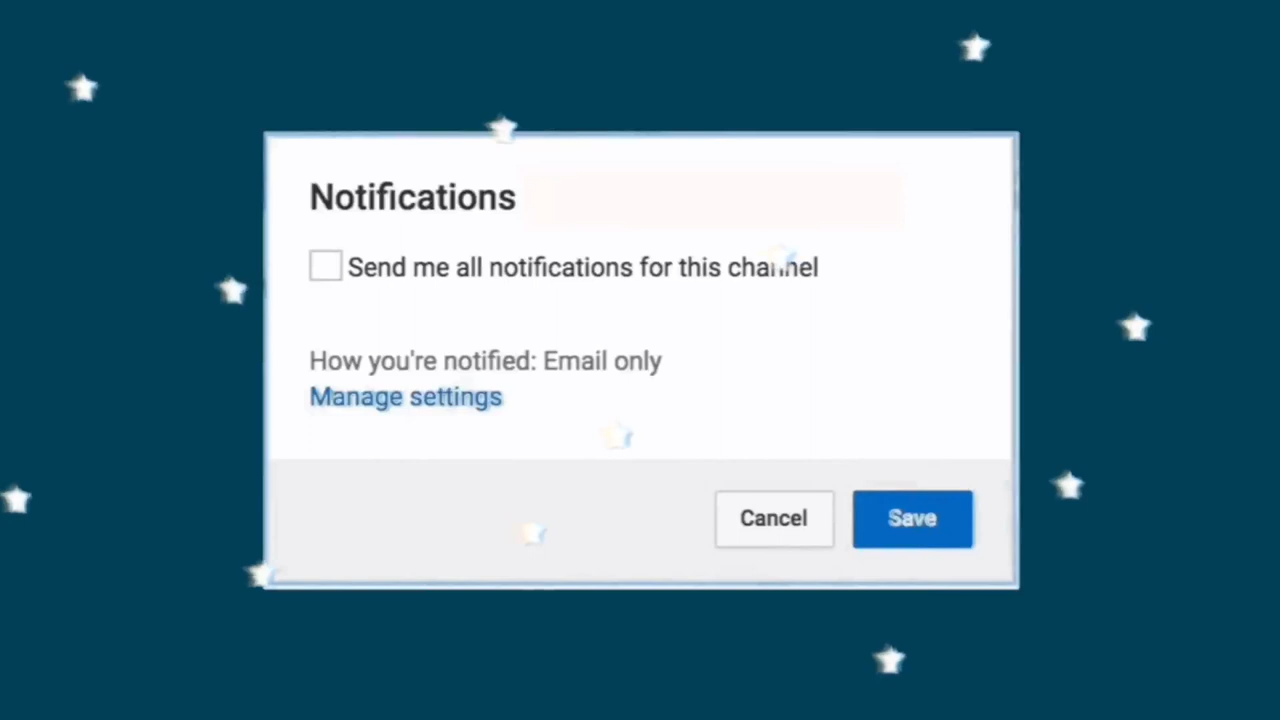 Notifications
Send me all notifications for this channel
How you're notified: Email only
Manage settings
Cancel
Save